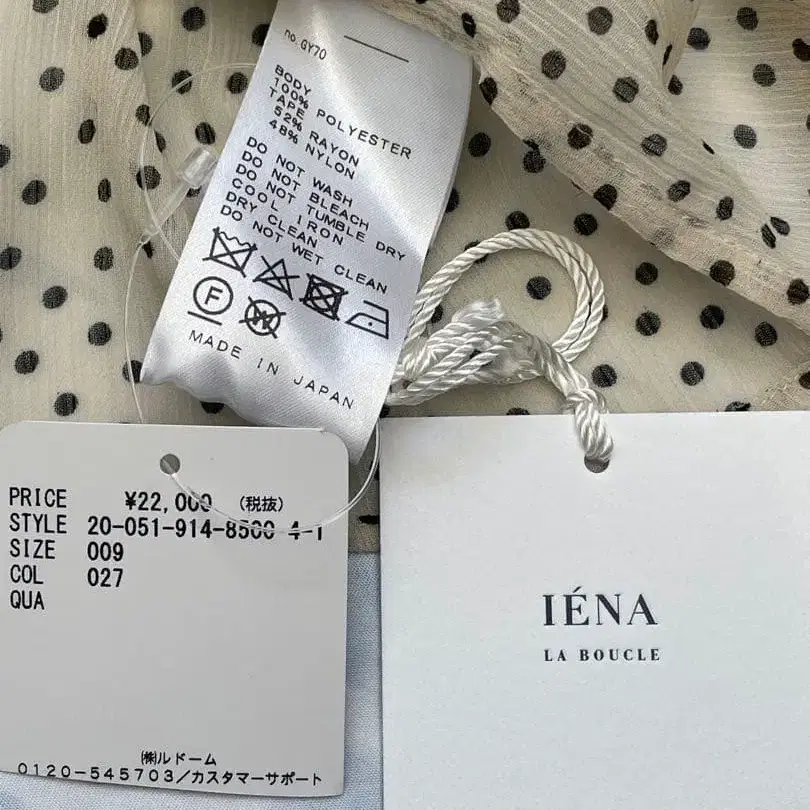 no.GY70
BODY
100% POLYESTER
TAPE
52% RAYON
48% NYLON
DO NOT WASH
DO NOT BLEACH
DO NOT TUMBLE DRY
COOL IRON
DRY CLEAN
DO NOT WET CLEAN
F
W
MADE IN JAPAN
PRICE ¥22,000 (税抜)
STYLE 20-051-914-8500 4-1
SIZE 009
COL 027
QUA
㈱ルドーム
0120-545703/カスタマーサポート
IÉNA
LA BOUCLE